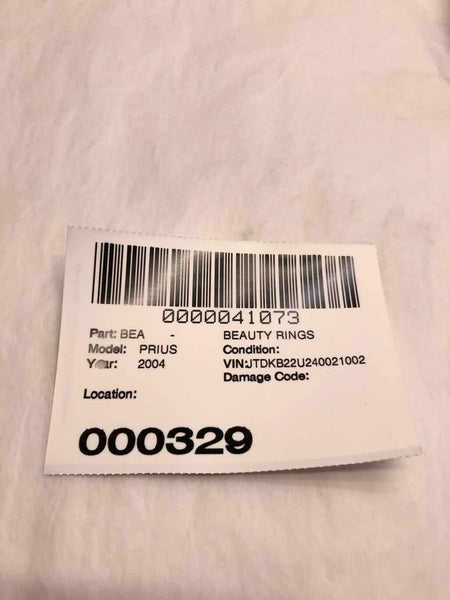 0000041073
Part: BEA - BEAUTY RINGS
Model: PRIUS Condition:
Year: 2004 VIN:JTDKB22U240021002
Damage Code:
Location:
000329